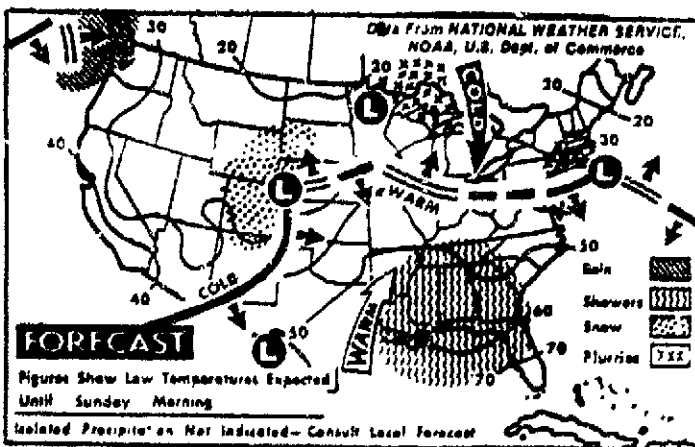 Data From NATIONAL WEATHER SERVICE,
NOAA, U.S. Dept. of Commerce
30
20
20
20
20
30
40
L
L
L
COLD
WARM
50
COLD
40
50
L
WARM
60
70
70
Rain
Showers
Snow
Flurries
FORECAST
Figures Show Low Temperatures Expected
Until Sunday Morning
Isolated Precipitation Not Indicated - Consult Local Forecast